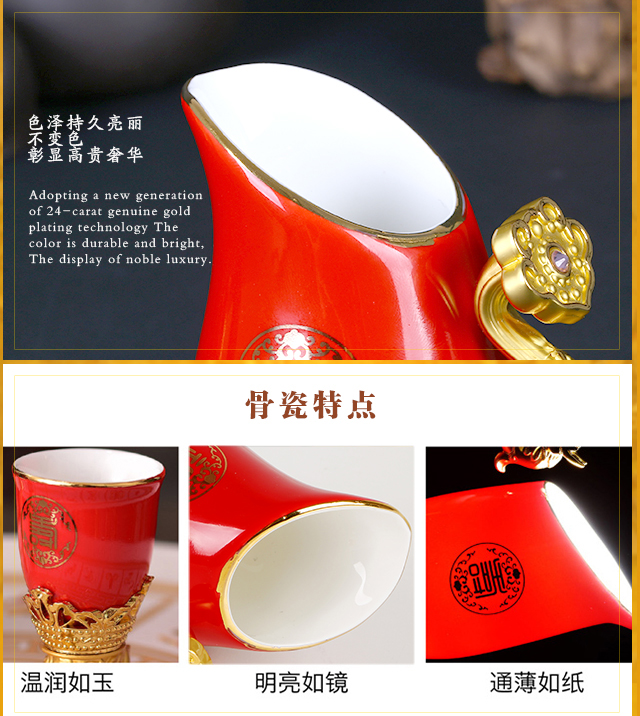 色泽持久亮丽
不变色
彰显高贵奢华
Adopting a new generation
of 24-carat genuine gold
plating technology The
color is durable and bright,
The display of noble luxury.
骨瓷特点
温润如玉
明亮如镜
通薄如纸